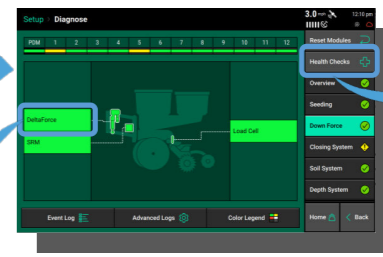 Setup > Diagnose
3.0
12:10 pm
PDM 1 2 3 4 5 6 7 8 9 10 11 12
Reset Modules
Health Checks
Overview
Seeding
Down Force
Closing System
Soil System
Depth System
DeltaForce
SRM
Load Cell
Event Log
Advanced Logs
Color Legend
Home
< Back